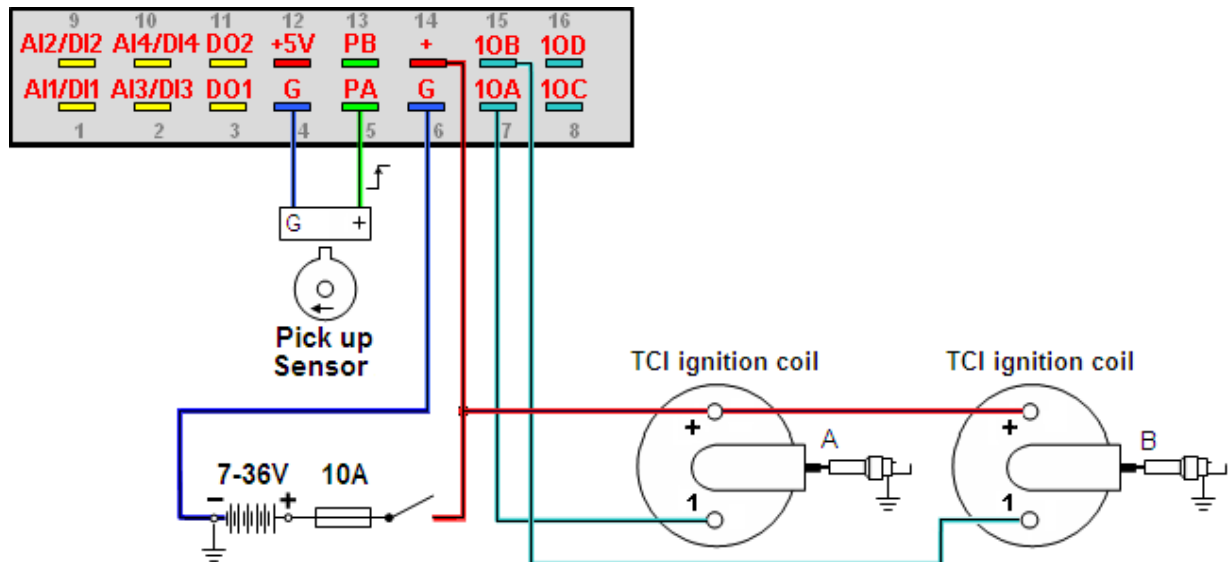 9 10 11 12 13 14 15 16
AI2/DI2 AI4/DI4 DO2 +5V PB + 1OB 1OD
AI1/DI1 AI3/DI3 DO1 G PA G 1OA 1OC
1 2 3 4 5 6 7 8
G +
Pick up
Sensor
TCI ignition coil TCI ignition coil
+ A + B
7-36V 10A
- +
1 1